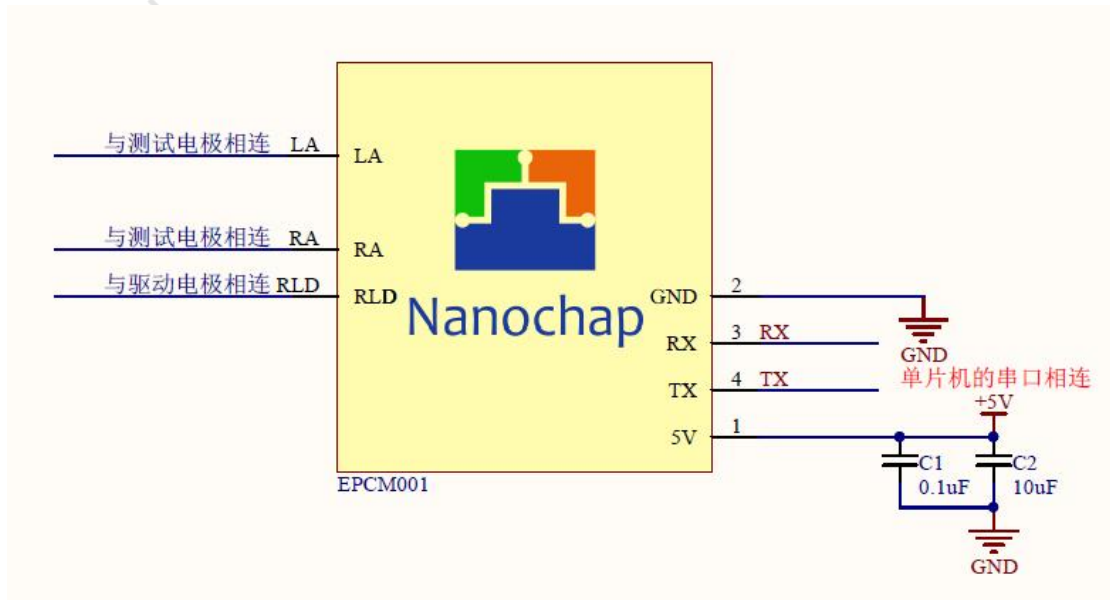 与测试电极相连 LA
LA
与测试电极相连 RA
RA
与驱动电极相连 RLD
RLD
Nanochap
GND 2
GND
RX 3 RX
单片机的串口相连
TX 4 TX
+5V
5V 1
C1
0.1uF
C2
10uF
EPCM001
GND